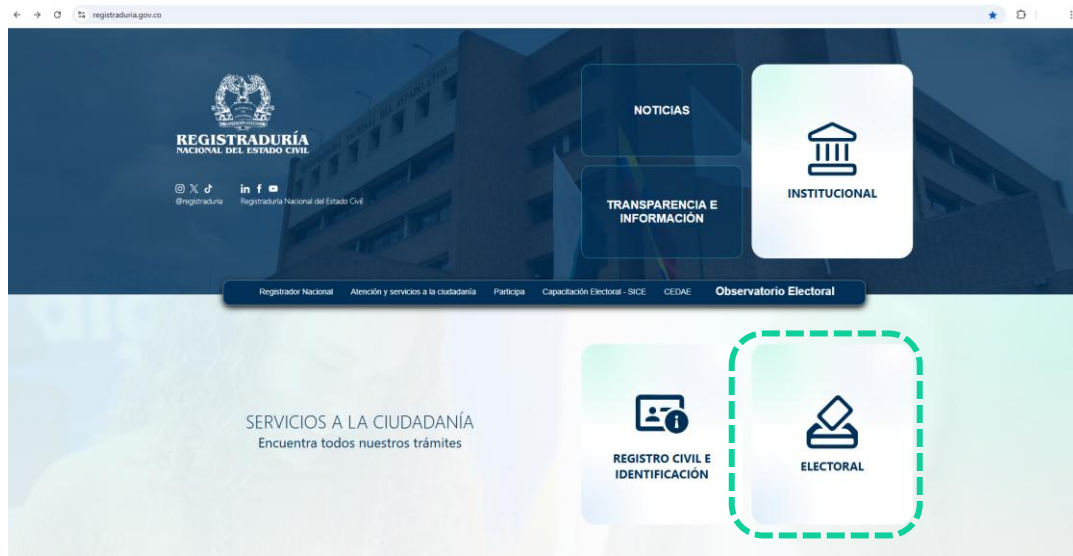 registraduria.gov.co
REGISTRADURÍA
NACIONAL DEL ESTADO CIVIL
@registraduria
Registraduría Nacional del Estado Civil
NOTICIAS
TRANSPARENCIA E
INFORMACIÓN
INSTITUCIONAL
Registrador Nacional Atención y servicios a la ciudadanía Participa Capacitación Electoral - SICE CEDAE Observatorio Electoral
SERVICIOS A LA CIUDADANÍA
Encuentra todos nuestros trámites
REGISTRO CIVIL E
IDENTIFICACIÓN
ELECTORAL